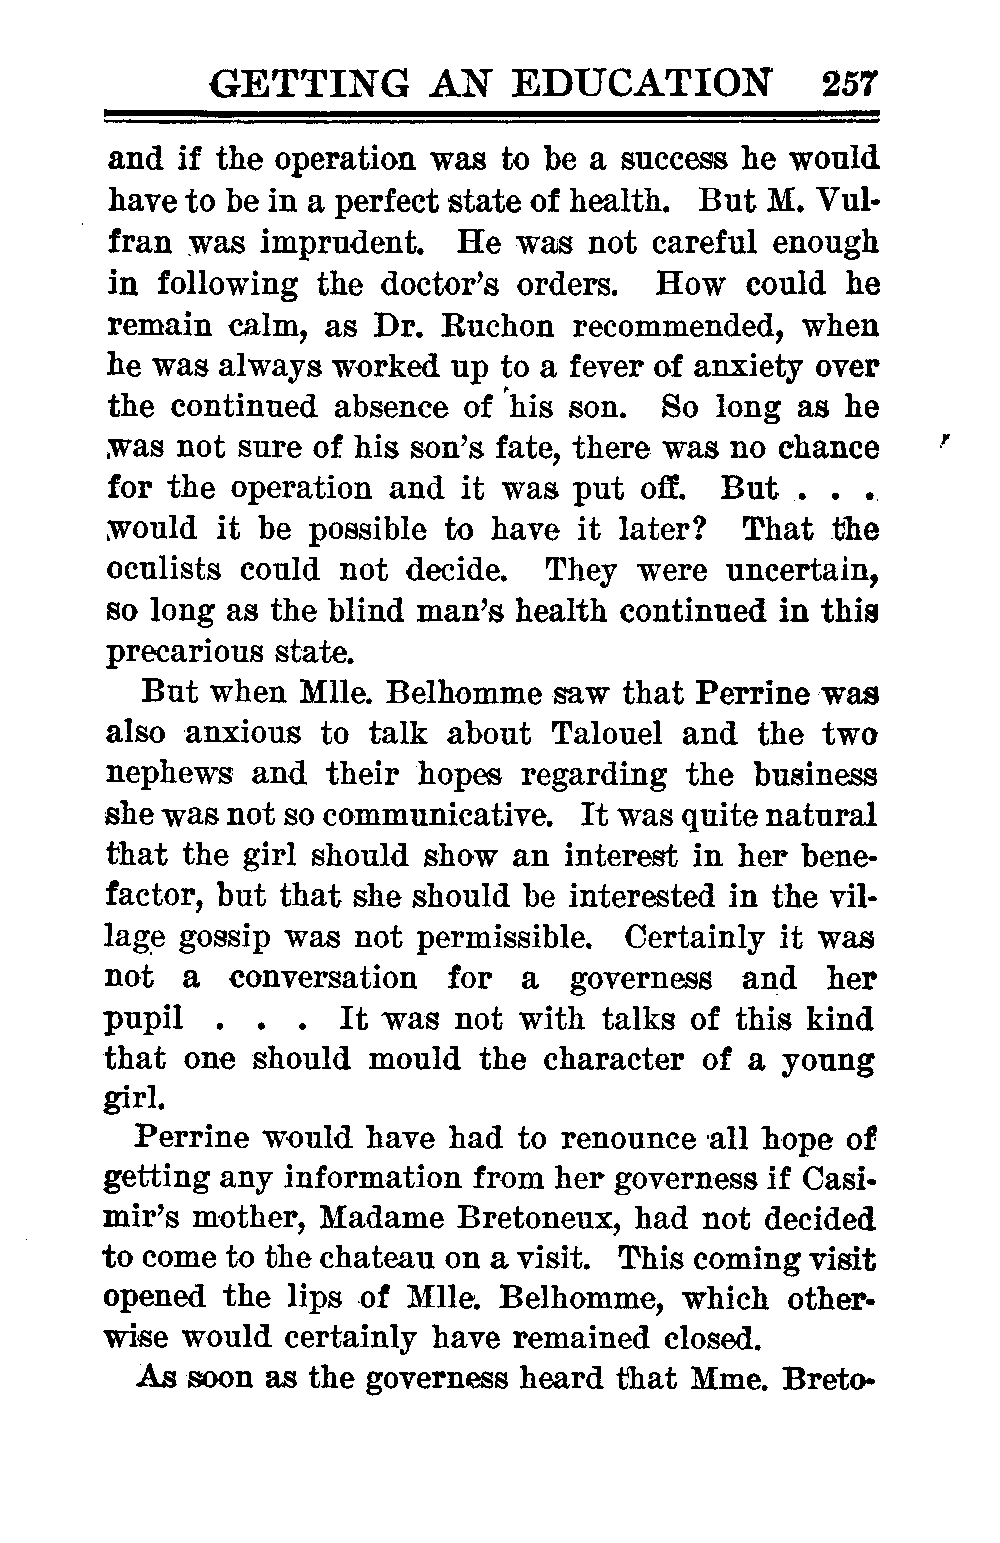 GETTING AN EDUCATION 257
and if the operation was to be a success he would
have to be in a perfect state of health. But M. Vul-
fran was imprudent. He was not careful enough
in following the doctor's orders. How could he
remain calm, as Dr. Ruchon recommended, when
he was always worked up to a fever of anxiety over
the continued absence of his son. So long as he
was not sure of his son's fate, there was no chance
for the operation and it was put off. But . . .
would it be possible to have it later? That the
oculists could not decide. They were uncertain,
so long as the blind man's health continued in this
precarious state.
But when Mlle. Belhomme saw that Perrine was
also anxious to talk about Talouel and the two
nephews and their hopes regarding the business
she was not so communicative. It was quite natural
that the girl should show an interest in her bene-
factor, but that she should be interested in the vil-
lage gossip was not permissible. Certainly it was
not a conversation for a governess and her
pupil . . . It was not with talks of this kind
that one should mould the character of a young
girl.
Perrine would have had to renounce all hope of
getting any information from her governess if Casi-
mir's mother, Madame Bretoneux, had not decided
to come to the chateau on a visit. This coming visit
opened the lips of Mlle. Belhomme, which other-
wise would certainly have remained closed.
As soon as the governess heard that Mme. Breto-